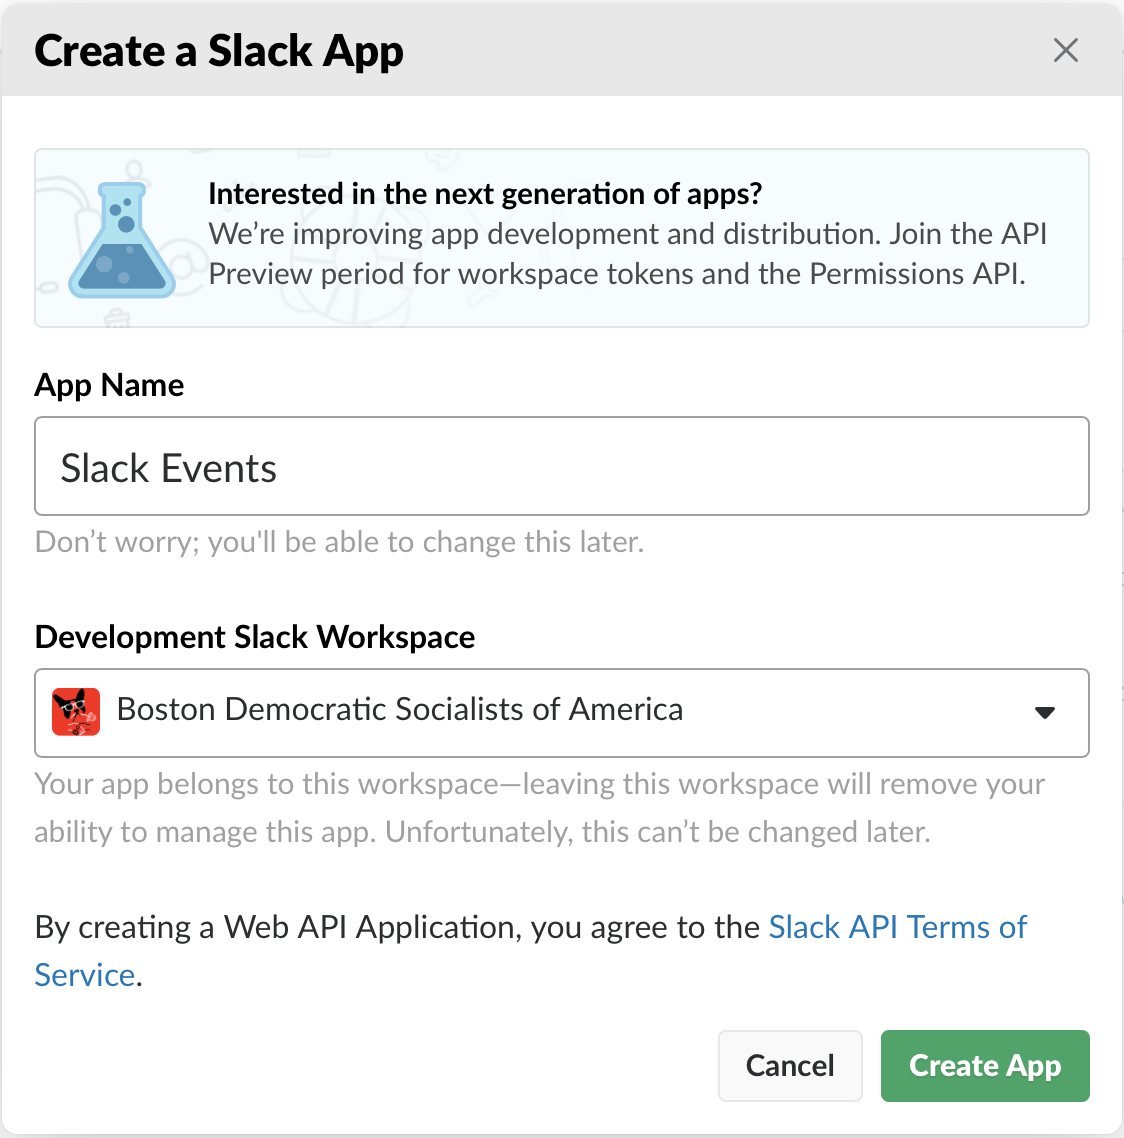 Create a Slack App
Interested in the next generation of apps?
We’re improving app development and distribution. Join the API
Preview period for workspace tokens and the Permissions API.
App Name
Slack Events
Don’t worry; you'll be able to change this later.
Development Slack Workspace
Boston Democratic Socialists of America
Your app belongs to this workspace—leaving this workspace will remove your
ability to manage this app. Unfortunately, this can’t be changed later.
By creating a Web API Application, you agree to the Slack API Terms of
Service.
Cancel
Create App